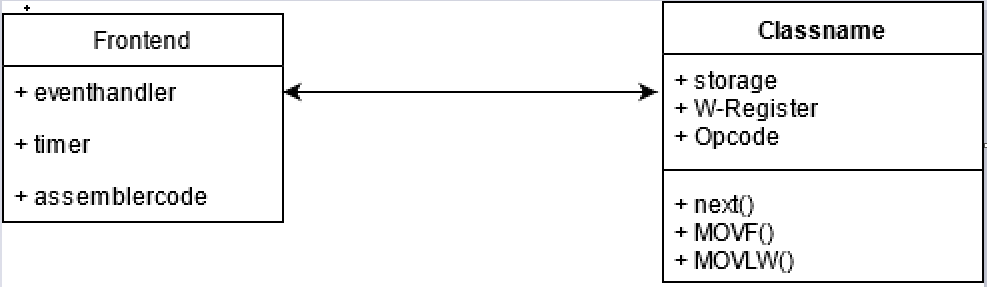 Frontend
+ eventhandler
+ timer
+ assemblercode
Classname
+ storage
+ W-Register
+ Opcode
+ next()
+ MOVF()
+ MOVLW()